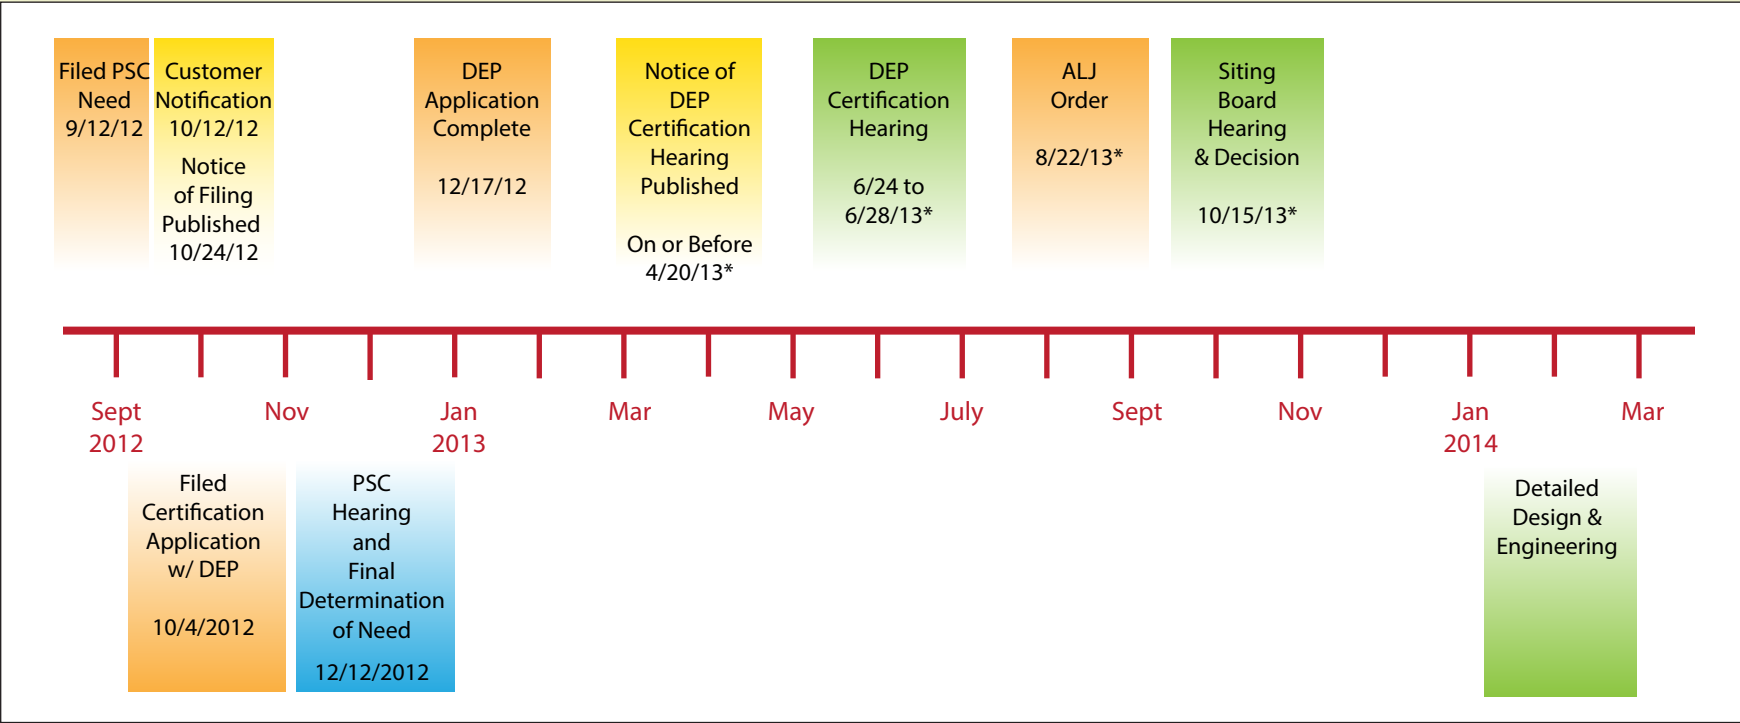 Filed PSC
Need
9/12/12
Customer
Notification
10/12/12
Notice
of Filing
Published
10/24/12
DEP
Application
Complete
12/17/12
Notice of
DEP
Certification
Hearing
Published
On or Before
4/20/13*
DEP
Certification
Hearing
6/24 to
6/28/13*
ALJ
Order
8/22/13*
Siting
Board
Hearing
& Decision
10/15/13*
Sept
2012
Nov
Jan
2013
Mar
May
July
Sept
Nov
Jan
2014
Mar
Filed
Certification
Application
w/ DEP
10/4/2012
PSC
Hearing
and
Final
Determination
of Need
12/12/2012
Detailed
Design &
Engineering